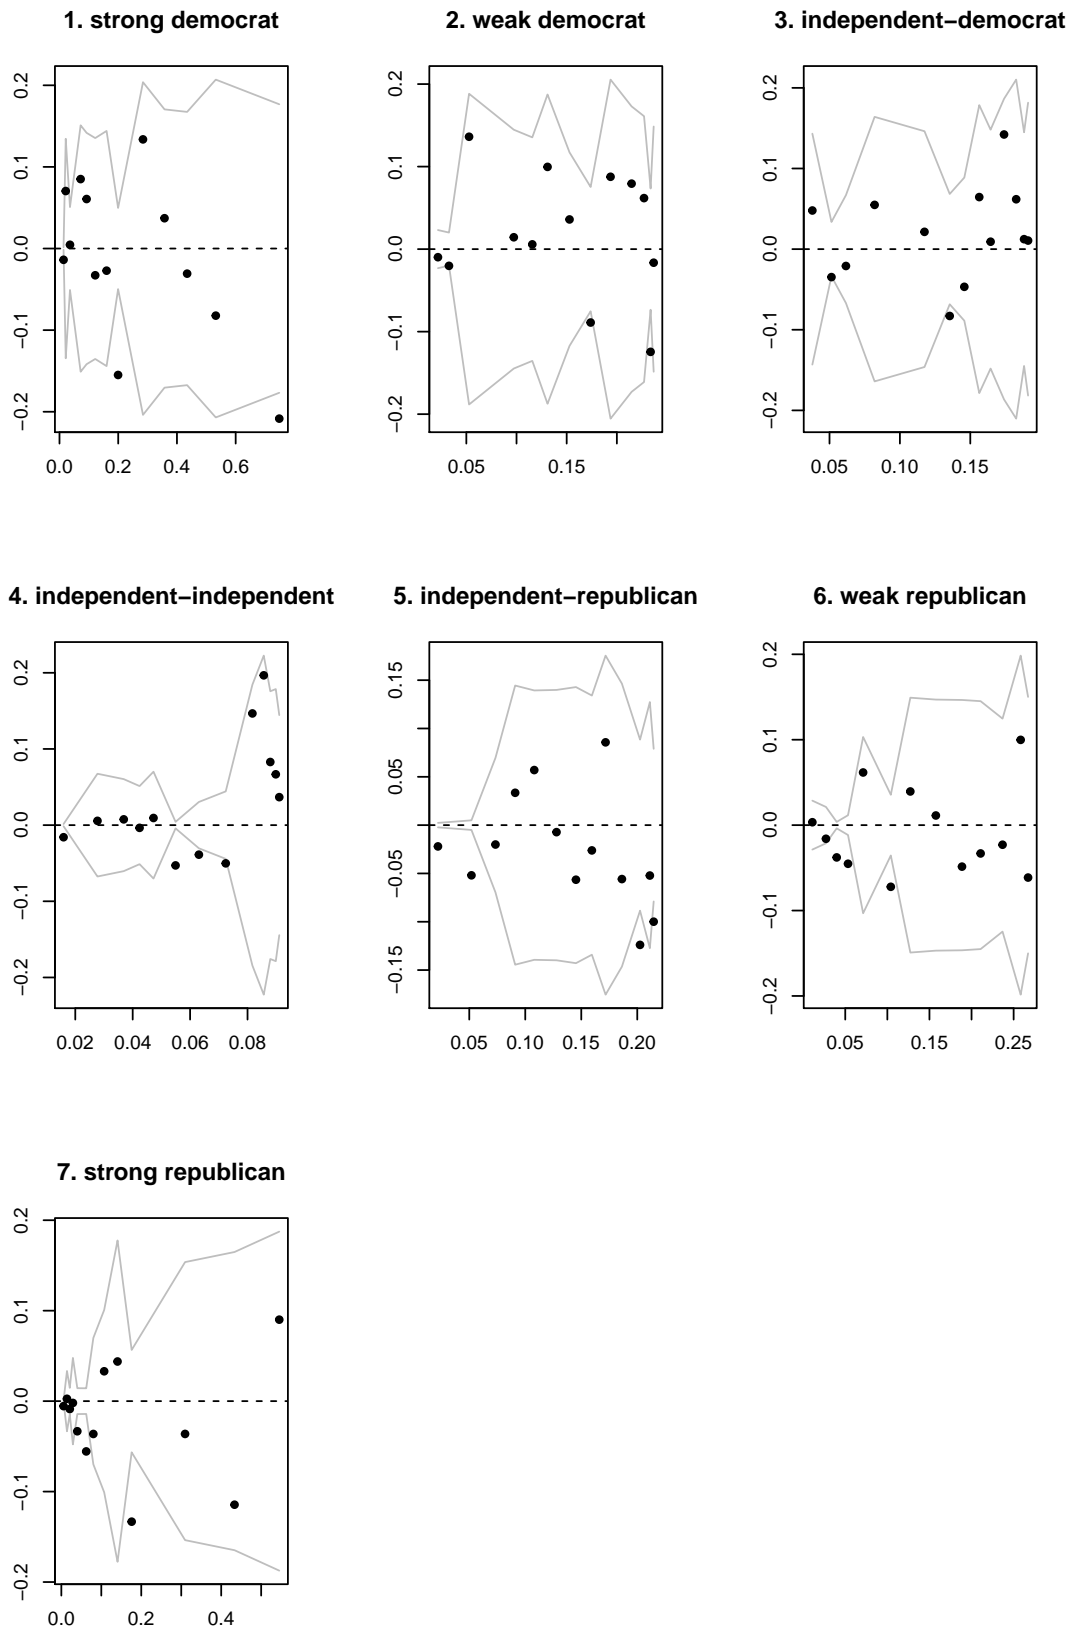 1. strong democrat
2. weak democrat
3. independent−democrat
0.2
0.1
0.0
−0.1
−0.2
0.0 0.2 0.4 0.6
0.2
0.1
0.0
−0.1
−0.2
0.05 0.15
0.2
0.1
0.0
−0.1
−0.2
0.05 0.10 0.15
4. independent−independent
5. independent−republican
6. weak republican
0.2
0.1
0.0
−0.1
−0.2
0.02 0.04 0.06 0.08
0.15
0.05
−0.05
−0.15
0.05 0.10 0.15 0.20
0.2
0.1
0.0
−0.1
−0.2
0.05 0.15 0.25
7. strong republican
0.2
0.1
0.0
−0.1
−0.2
0.0 0.2 0.4